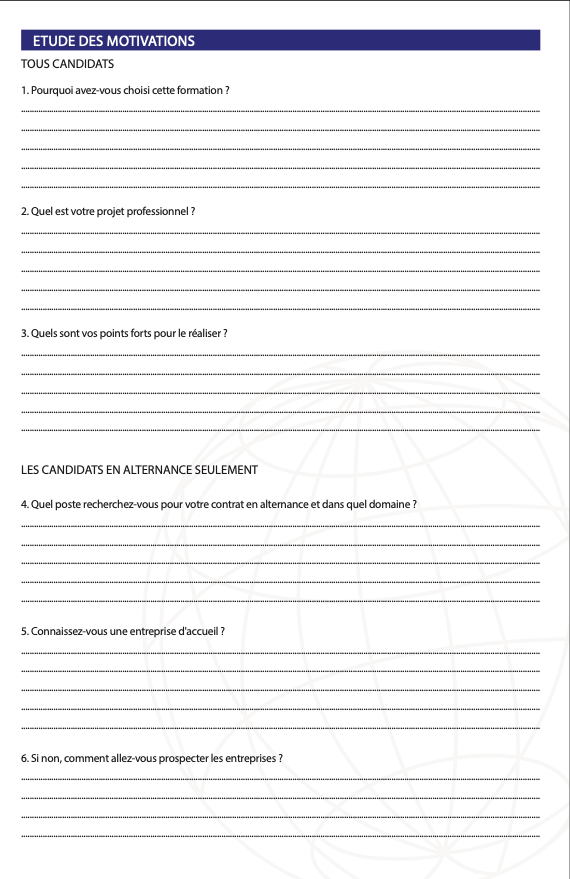 ETUDE DES MOTIVATIONS
TOUS CANDIDATS
1. Pourquoi avez-vous choisi cette formation ?
2. Quel est votre projet professionnel ?
3. Quels sont vos points forts pour le réaliser ?
LES CANDIDATS EN ALTERNANCE SEULEMENT
4. Quel poste recherchez-vous pour votre contrat en alternance et dans quel domaine ?
5. Connaissez-vous une entreprise d'accueil ?
6. Si non, comment allez-vous prospecter les entreprises ?